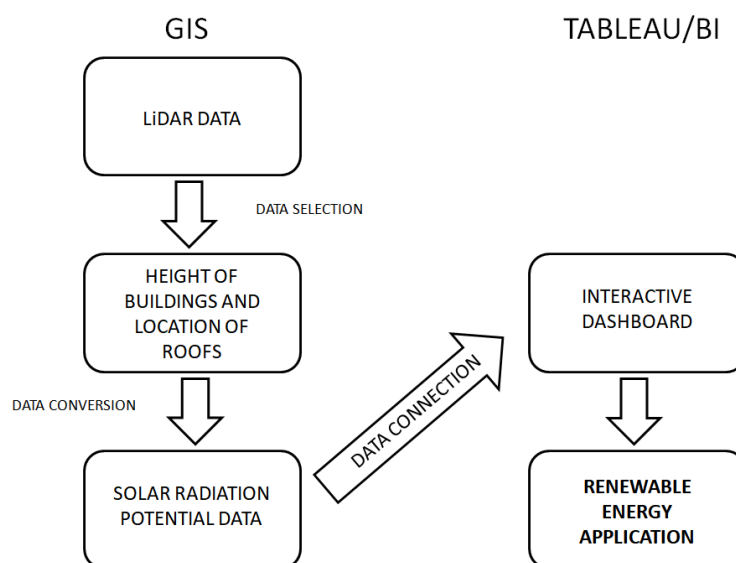 GIS
TABLEAU/BI
LiDAR DATA
DATA SELECTION
HEIGHT OF
BUILDINGS AND
LOCATION OF
ROOFS
INTERACTIVE
DASHBOARD
DATA CONVERSION
DATA CONNECTION
SOLAR RADIATION
POTENTIAL DATA
RENEWABLE
ENERGY
APPLICATION